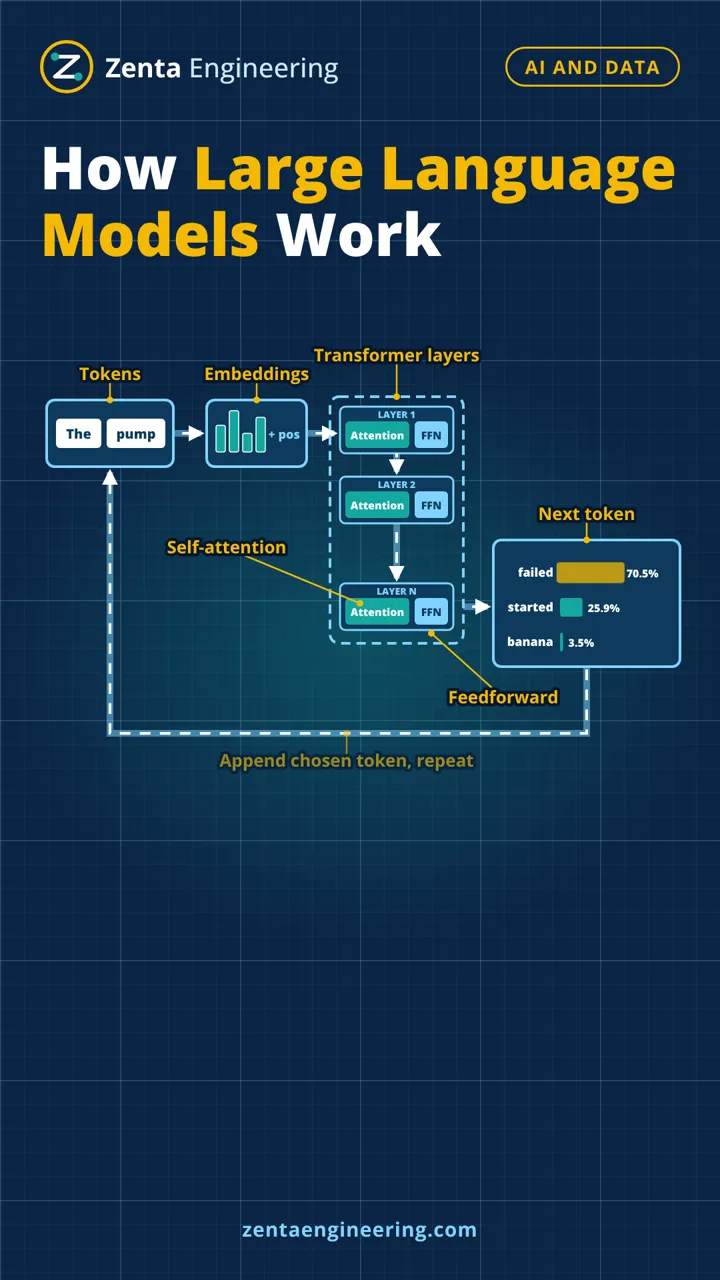 Zenta Engineering
AI AND DATA
How Large Language
Models Work
Transformer layers
Tokens
Embeddings
The pump
+ pos
LAYER 1
Attention FFN
LAYER 2
Attention FFN
Next token
Self-attention
failed 70.5%
LAYER N
Attention FFN
started 25.9%
banana 3.5%
Feedforward
Append chosen token, repeat
zentaengineering.com